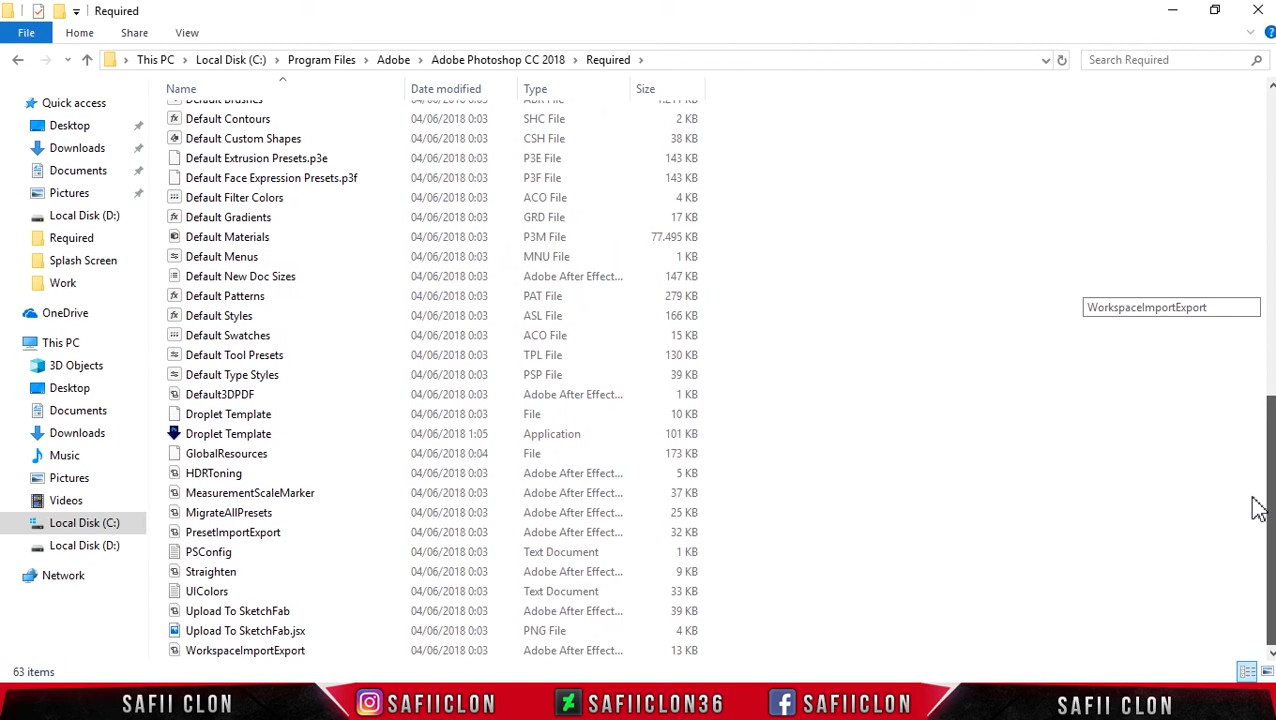 Required
File Home Share View
This PC Local Disk (C:) Program Files Adobe Adobe Photoshop CC 2018 Required Search Required
Name Date modified Type Size
Quick access
Desktop
Downloads
Documents
Pictures
Local Disk (D:)
Required
Splash Screen
Work
OneDrive
This PC
3D Objects
Desktop
Documents
Downloads
Music
Pictures
Videos
Local Disk (C:)
Local Disk (D:)
Network
Default Brushes 04/06/2018 0:03 ABR File
Default Contours 04/06/2018 0:03 SHC File 2 KB
Default Custom Shapes 04/06/2018 0:03 CSH File 38 KB
Default Extrusion Presets.p3e 04/06/2018 0:03 P3E File 143 KB
Default Face Expression Presets.p3f 04/06/2018 0:03 P3F File 143 KB
Default Filter Colors 04/06/2018 0:03 ACO File 4 KB
Default Gradients 04/06/2018 0:03 GRD File 17 KB
Default Materials 04/06/2018 0:03 P3M File 77.495 KB
Default Menus 04/06/2018 0:03 MNU File 1 KB
Default New Doc Sizes 04/06/2018 0:03 Adobe After Effect... 147 KB
Default Patterns 04/06/2018 0:03 PAT File 279 KB
Default Styles 04/06/2018 0:03 ASL File 166 KB
Default Swatches 04/06/2018 0:03 ACO File 15 KB
Default Tool Presets 04/06/2018 0:03 TPL File 130 KB
Default Type Styles 04/06/2018 0:03 PSP File 39 KB
Default3DPDF 04/06/2018 0:03 Adobe After Effect... 1 KB
Droplet Template 04/06/2018 0:03 File 10 KB
Droplet Template 04/06/2018 1:05 Application 101 KB
GlobalResources 04/06/2018 0:04 File 173 KB
HDRToning 04/06/2018 0:03 Adobe After Effect... 5 KB
MeasurementScaleMarker 04/06/2018 0:03 Adobe After Effect... 37 KB
MigrateAllPresets 04/06/2018 0:03 Adobe After Effect... 25 KB
PresetImportExport 04/06/2018 0:03 Adobe After Effect... 32 KB
PSConfig 04/06/2018 0:03 Text Document 1 KB
Straighten 04/06/2018 0:03 Adobe After Effect... 9 KB
UIColors 04/06/2018 0:03 Text Document 33 KB
Upload To SketchFab 04/06/2018 0:03 Adobe After Effect... 39 KB
Upload To SketchFab.jsx 04/06/2018 0:03 PNG File 4 KB
WorkspaceImportExport 04/06/2018 0:03 Adobe After Effect... 13 KB
WorkspaceImportExport
63 items
SAFII CLON SAFIICLON SAFIICLON36 SAFIICLON SAFII CLON